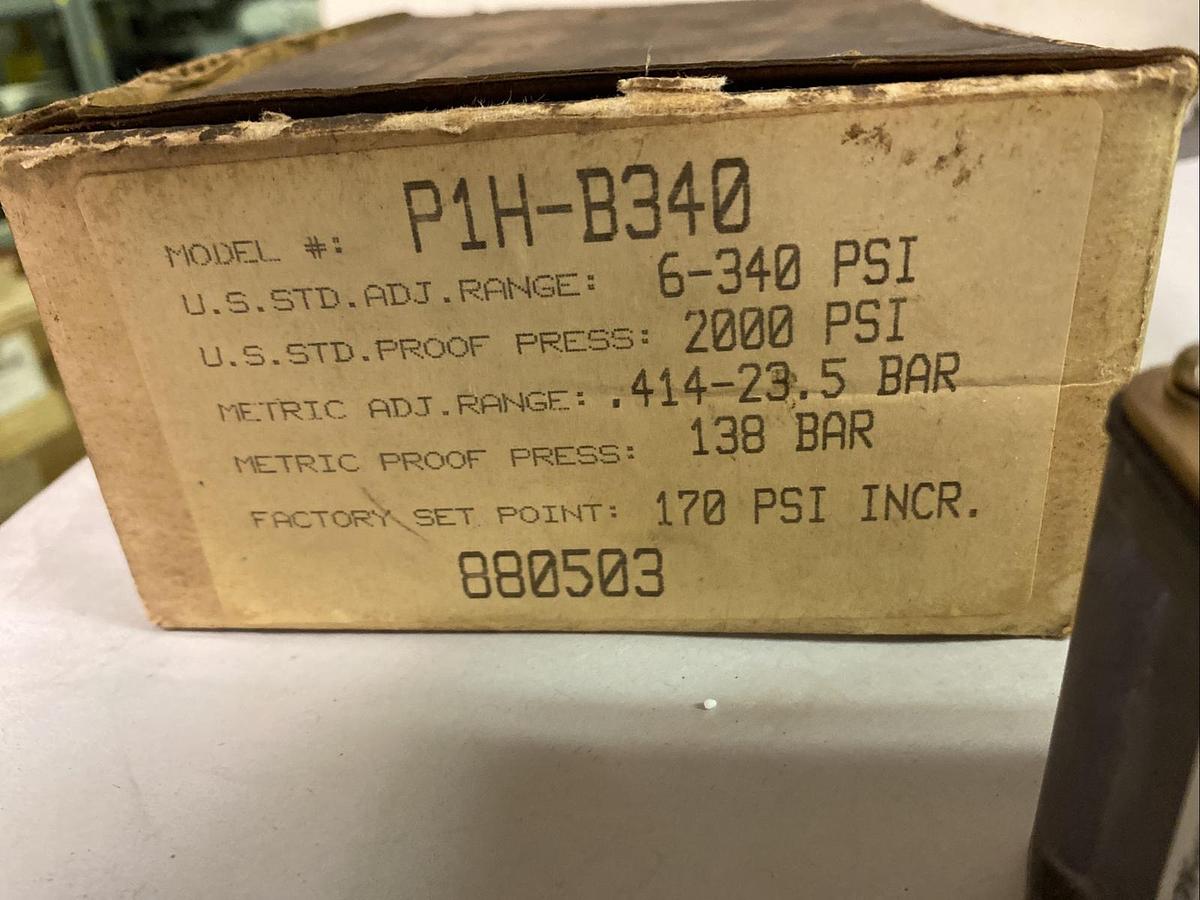 MODEL #: P1H-B340
U.S.STD.ADJ.RANGE: 6-340 PSI
U.S.STD.PROOF PRESS: 2000 PSI
METRIC ADJ.RANGE: .414-23.5 BAR
METRIC PROOF PRESS: 138 BAR
FACTORY SET POINT: 170 PSI INCR.
880503